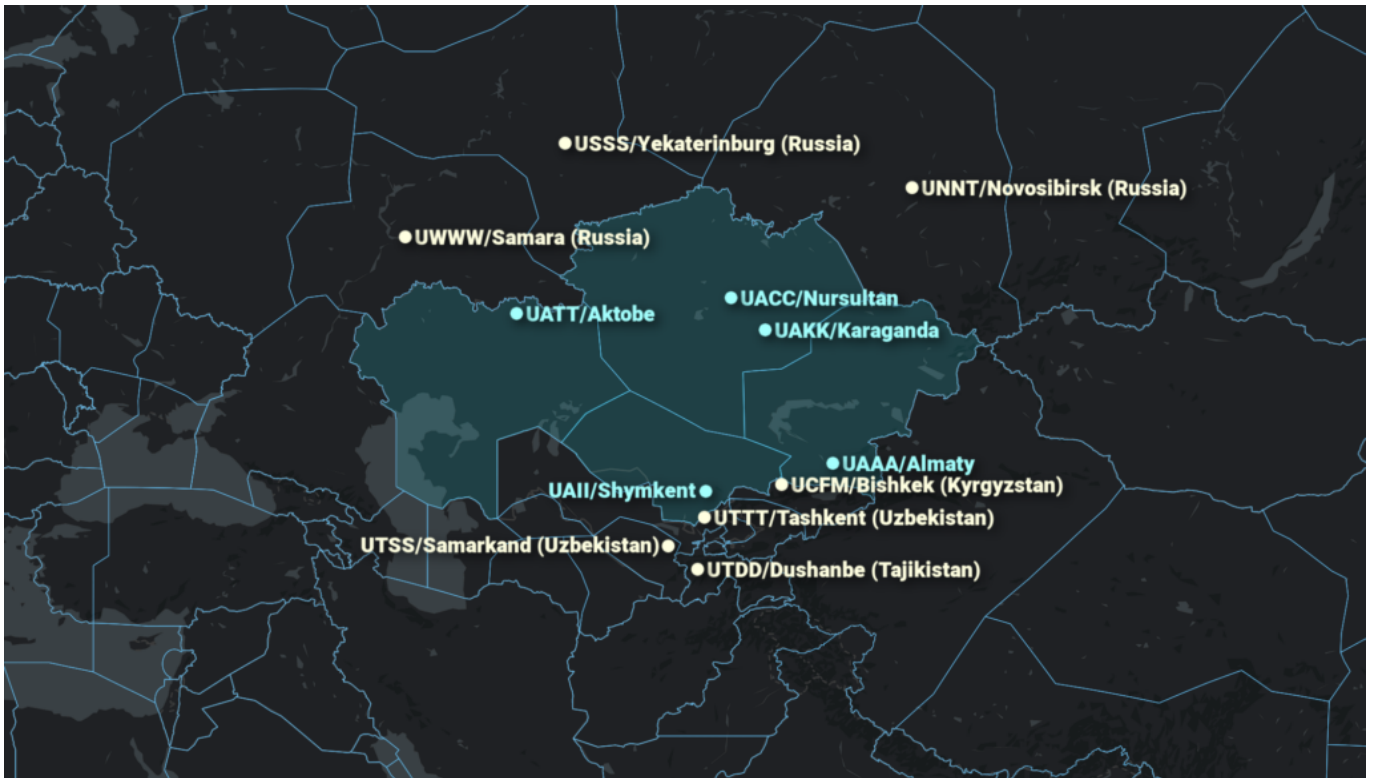 USSS/Yekaterinburg (Russia)
UNNT/Novosibirsk (Russia)
UWWW/Samara (Russia)
UACC/Nursultan
UATT/Aktobe
UAKK/Karaganda
UAAA/Almaty
UCFM/Bishkek (Kyrgyzstan)
UAII/Shymkent
UTTT/Tashkent (Uzbekistan)
UTSS/Samarkand (Uzbekistan)
UTDD/Dushanbe (Tajikistan)